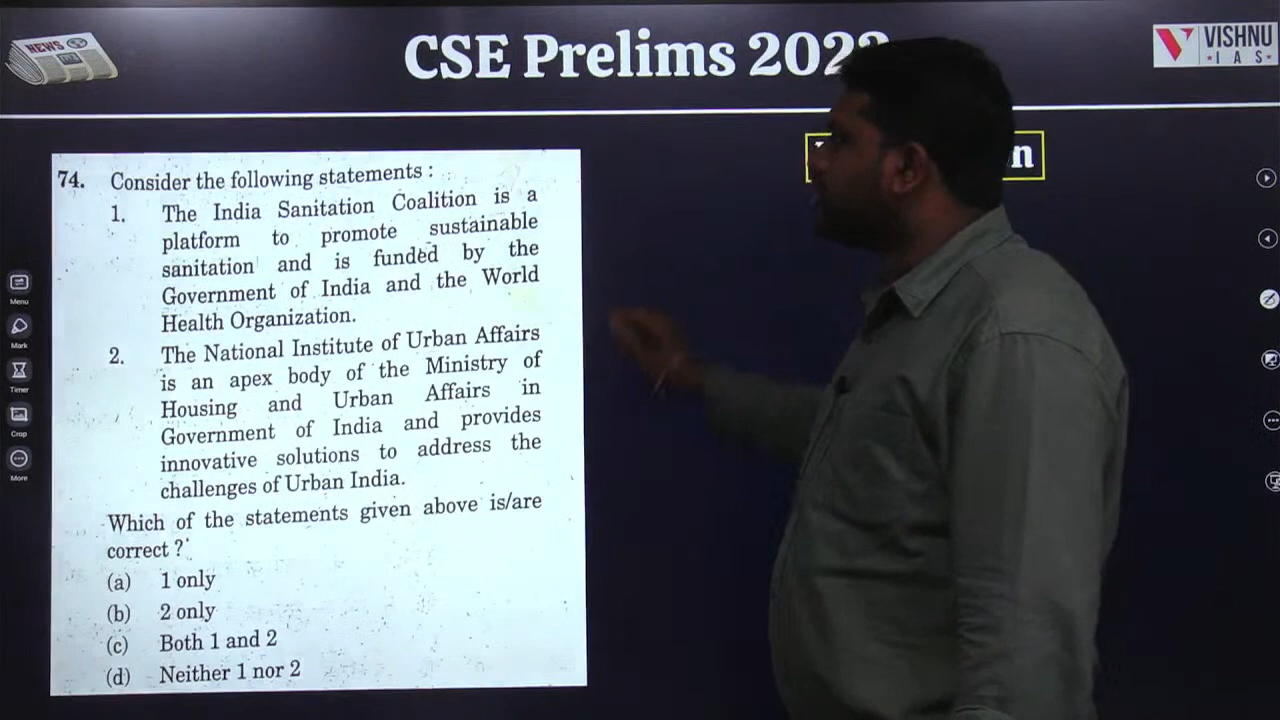 NEWS
CSE Prelims 202
VISHNU
I A S
n
74. Consider the following statements :
1. The India Sanitation Coalition is a
platform to promote sustainable
sanitation and is funded by the
Government of India and the World
Health Organization.
2. The National Institute of Urban Affairs
is an apex body of the Ministry of
Housing and Urban Affairs in
Government of India and provides
innovative solutions to address the
challenges of Urban India.
Which of the statements given above is/are
correct ?
(a) 1 only
(b) 2 only
(c) Both 1 and 2
(d) Neither 1 nor 2
Menu
Mark
Timer
Crop
More